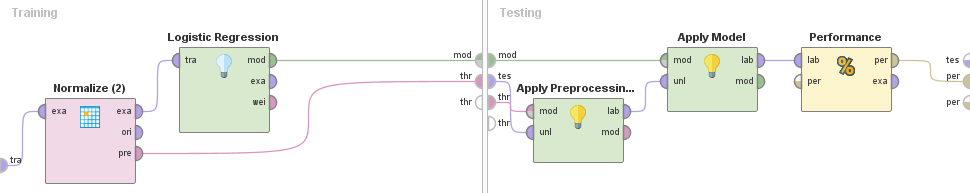 Training
Logistic Regression
tra
mod
exa
wei
Normalize (2)
exa
exa
ori
pre
tra
mod
thr
thr
Testing
mod
tes
thr
thr
Apply Preprocessin...
mod
lab
unl
mod
Apply Model
mod
lab
unl
mod
Performance
lab
per
per
exa
%
tes
per
per